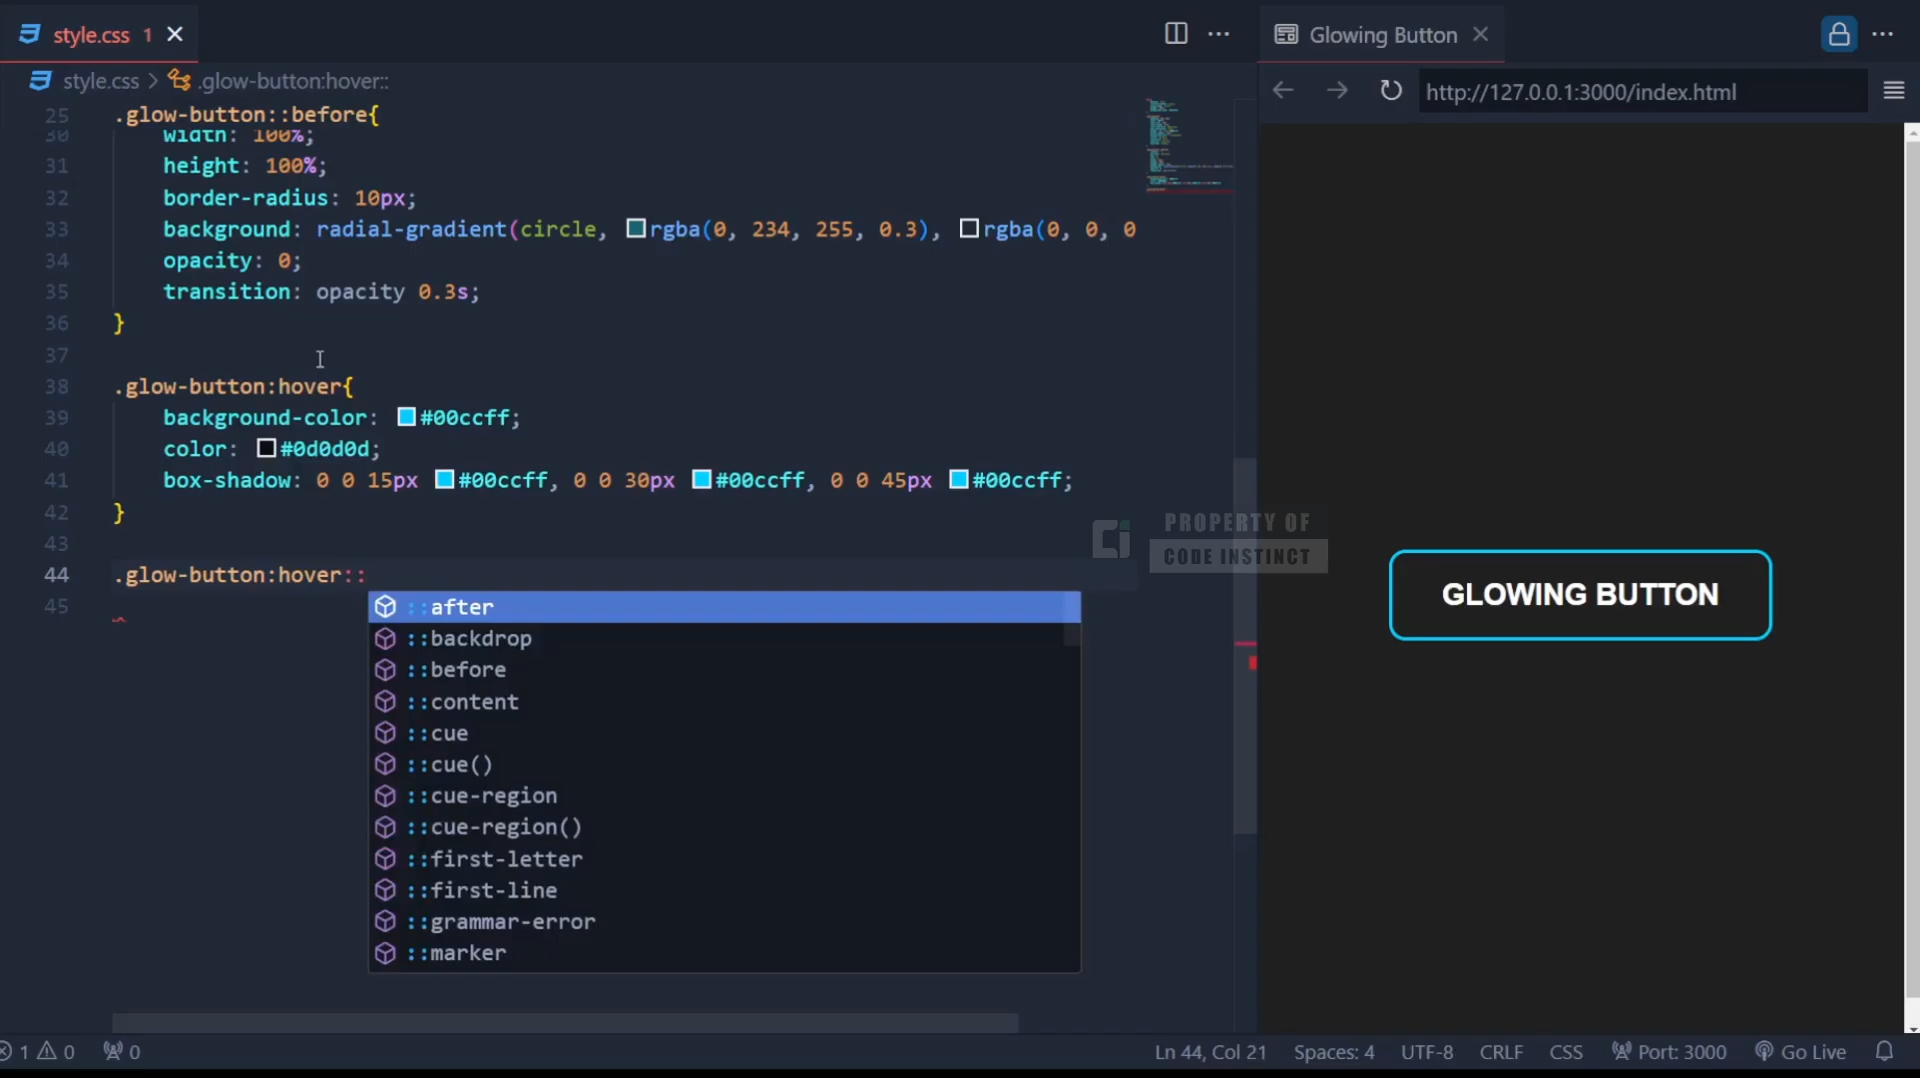 style.css 1
Glowing Button
style.css > .glow-button:hover::
http://127.0.0.1:3000/index.html
25 .glow-button::before{
30 width: 100%;
31 height: 100%;
32 border-radius: 10px;
33 background: radial-gradient(circle, rgba(0, 234, 255, 0.3), rgba(0, 0, 0
34 opacity: 0;
35 transition: opacity 0.3s;
36 }
37
38 .glow-button:hover{
39 background-color: #00ccff;
40 color: #0d0d0d;
41 box-shadow: 0 0 15px #00ccff, 0 0 30px #00ccff, 0 0 45px #00ccff;
42 }
43
44 .glow-button:hover::
45
::after
::backdrop
::before
::content
::cue
::cue()
::cue-region
::cue-region()
::first-letter
::first-line
::grammar-error
::marker
PROPERTY OF
CODE INSTINCT
GLOWING BUTTON
1 0 0 Ln 44, Col 21 Spaces: 4 UTF-8 CRLF CSS Port: 3000 Go Live